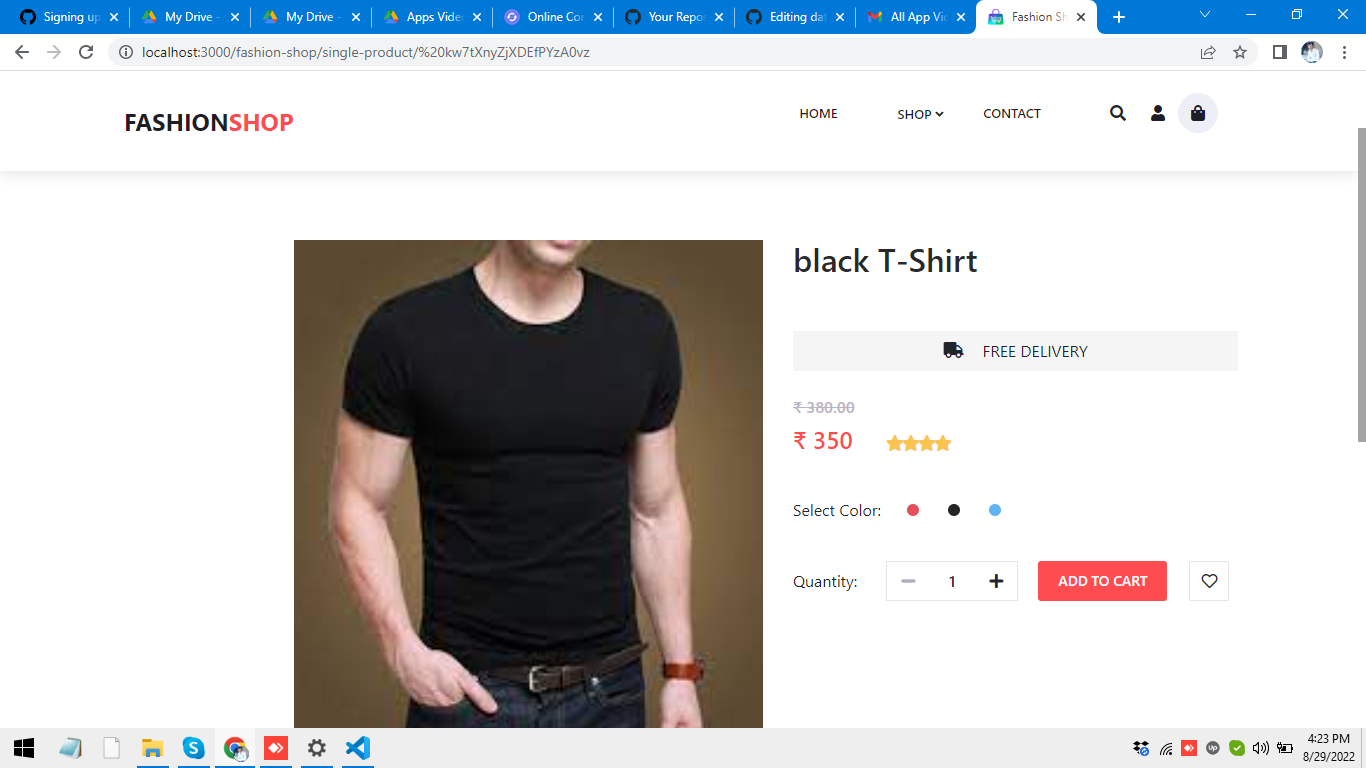 Signing up
My Drive -
My Drive -
Apps Vide
Online Co
Your Repo
Editing da
All App Vi
Fashion Sh
localhost:3000/fashion-shop/single-product/%20kw7tXnyZjXDEfPYzA0vz
FASHIONSHOP
HOME
SHOP
CONTACT
black T-Shirt
FREE DELIVERY
₹ 380.00
₹ 350
Select Color:
Quantity:
1
ADD TO CART
4:23 PM
8/29/2022